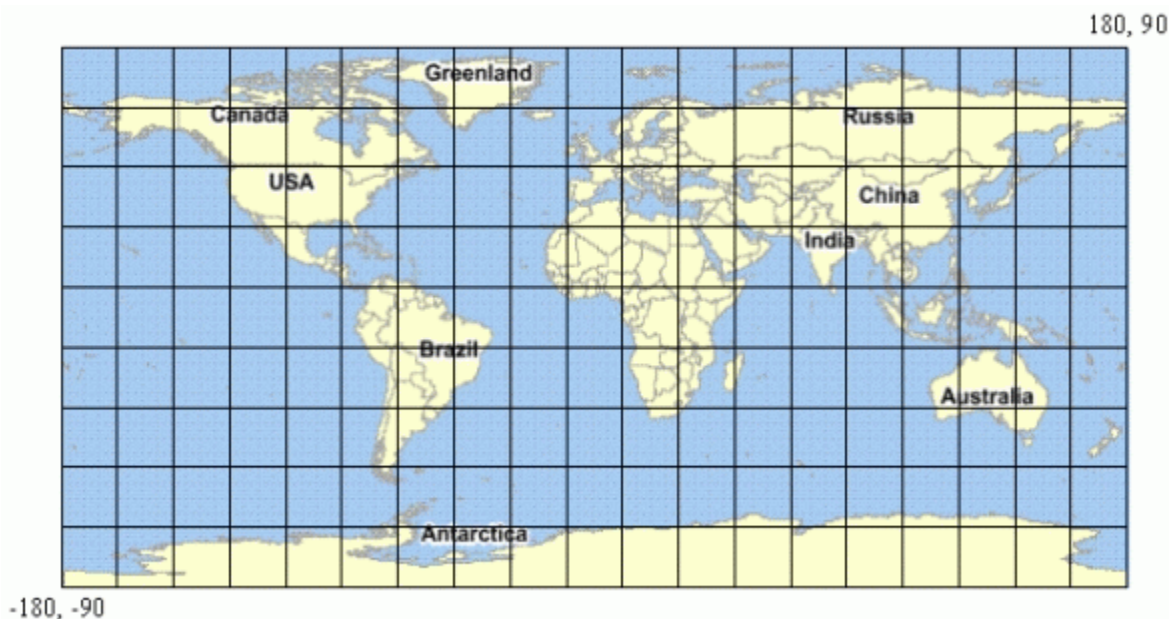 180, 90
Greenland
Canada
Russia
USA
China
India
Brazil
Australia
Antarctica
-180, -90